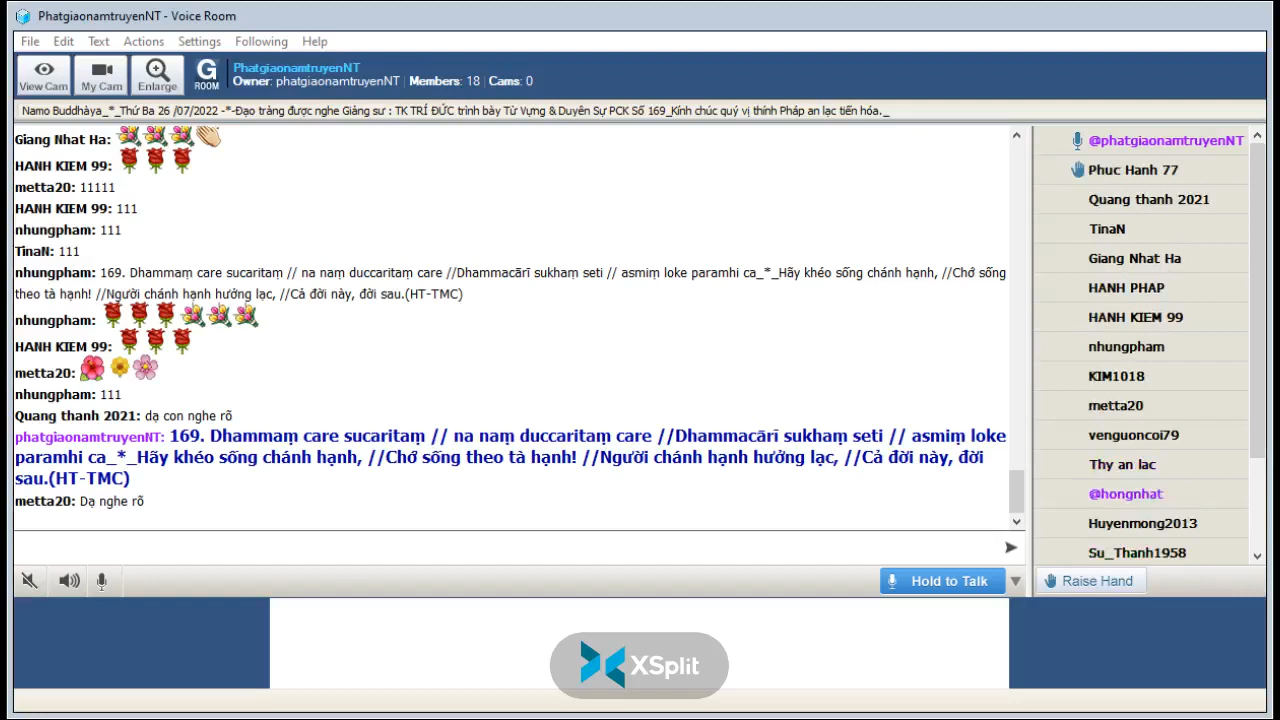 PhatgiaonamtruyenNT - Voice Room
File Edit Text Actions Settings Following Help
View Cam My Cam Enlarge G ROOM
PhatgiaonamtruyenNT
Owner: phatgiaonamtruyenNT | Members: 18 | Cams: 0
Namo Buddhàya_*_Thứ Ba 26 /07/2022 -*-Đạo tràng được nghe Giảng sư : TK TRÍ ĐỨC trình bày Từ Vựng & Duyên Sự PCK Số 169_Kính chúc quý vị thính Pháp an lạc tiến hóa._
Giang Nhat Ha:
HANH KIEM 99:
metta20: 11111
HANH KIEM 99: 111
nhungpham: 111
TinaN: 111
nhungpham: 169. Dhammaṃ care sucaritaṃ // na naṃ duccaritaṃ care //Dhammacārī sukhaṃ seti // asmiṃ loke paramhi ca_*_Hãy khéo sống chánh hạnh, //Chớ sống
theo tà hạnh! //Người chánh hạnh hưởng lạc, //Cả đời này, đời sau.(HT-TMC)
nhungpham:
HANH KIEM 99:
metta20:
nhungpham: 111
Quang thanh 2021: dạ con nghe rõ
phatgiaonamtruyenNT: 169. Dhammaṃ care sucaritaṃ // na naṃ duccaritaṃ care //Dhammacārī sukhaṃ seti // asmiṃ loke
paramhi ca_*_Hãy khéo sống chánh hạnh, //Chớ sống theo tà hạnh! //Người chánh hạnh hưởng lạc, //Cả đời này, đời
sau.(HT-TMC)
metta20: Dạ nghe rõ
@phatgiaonamtruyenNT
Phuc Hanh 77
Quang thanh 2021
TinaN
Giang Nhat Ha
HANH PHAP
HANH KIEM 99
nhungpham
KIM1018
metta20
venguoncoi79
Thy an lac
@hongnhat
Huyenmong2013
Su_Thanh1958
Hold to Talk
Raise Hand
XSplit